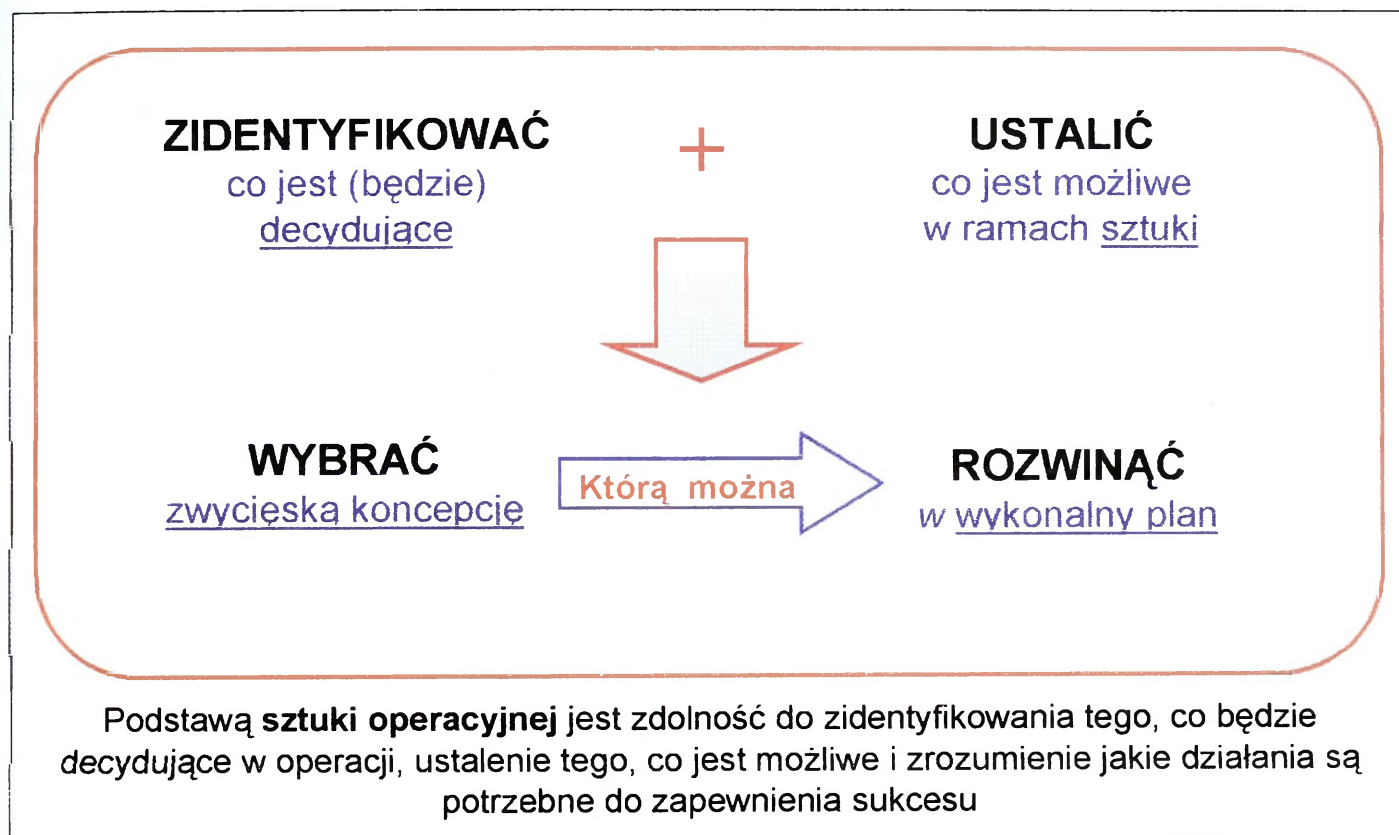 ZIDENTYFIKOWAĆ
co jest (będzie)
decydujące
+
USTALIĆ
co jest możliwe
w ramach sztuki
WYBRAĆ
zwycięską koncepcję
Którą można
ROZWINĄĆ
w wykonalny plan
Podstawą sztuki operacyjnej jest zdolność do zidentyfikowania tego, co będzie
decydujące w operacji, ustalenie tego, co jest możliwe i zrozumienie jakie działania są
potrzebne do zapewnienia sukcesu